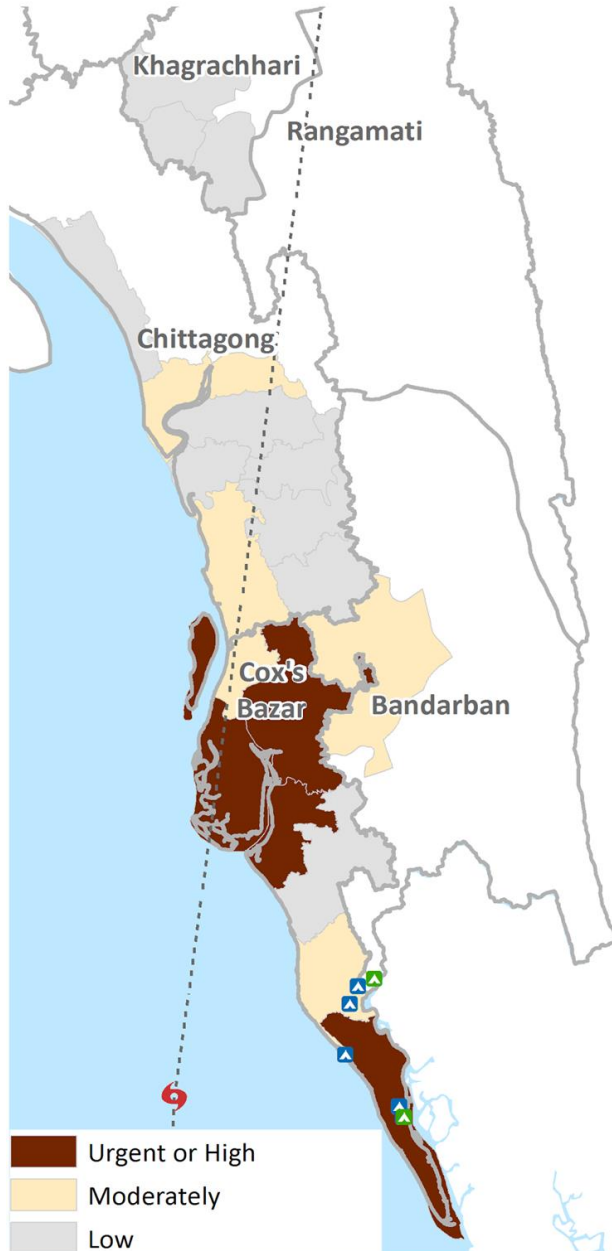 Khagrachhari
Rangamati
Chittagong
Cox's
Bazar
Bandarban
Urgent or High
Moderately
Low